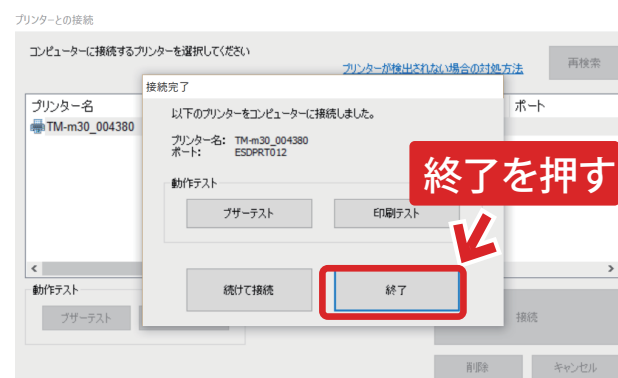 プリンターとの接続
コンピューターに接続するプリンターを選択してください
プリンターが検出されない場合の対処方法
再検索
接続完了
プリンター名
ポート
TM-m30_004380
以下のプリンターをコンピューターに接続しました。
プリンター名: TM-m30_004380
ポート: ESDPRT012
終了を押す
動作テスト
ブザーテスト
印刷テスト
続けて接続
終了
動作テスト
ブザーテスト
接続
削除
キャンセル